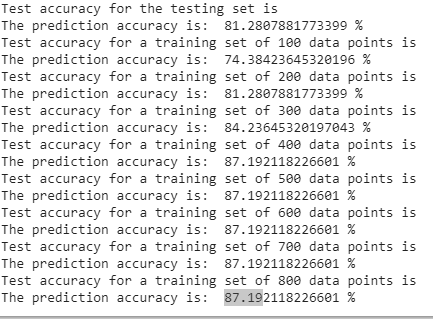 Test accuracy for the testing set is
The prediction accuracy is:  81.2807881773399 %
Test accuracy for a training set of 100 data points is
The prediction accuracy is:  74.38423645320196 %
Test accuracy for a training set of 200 data points is
The prediction accuracy is:  81.2807881773399 %
Test accuracy for a training set of 300 data points is
The prediction accuracy is:  84.23645320197043 %
Test accuracy for a training set of 400 data points is
The prediction accuracy is:  87.192118226601 %
Test accuracy for a training set of 500 data points is
The prediction accuracy is:  87.192118226601 %
Test accuracy for a training set of 600 data points is
The prediction accuracy is:  87.192118226601 %
Test accuracy for a training set of 700 data points is
The prediction accuracy is:  87.192118226601 %
Test accuracy for a training set of 800 data points is
The prediction accuracy is:  87.192118226601 %